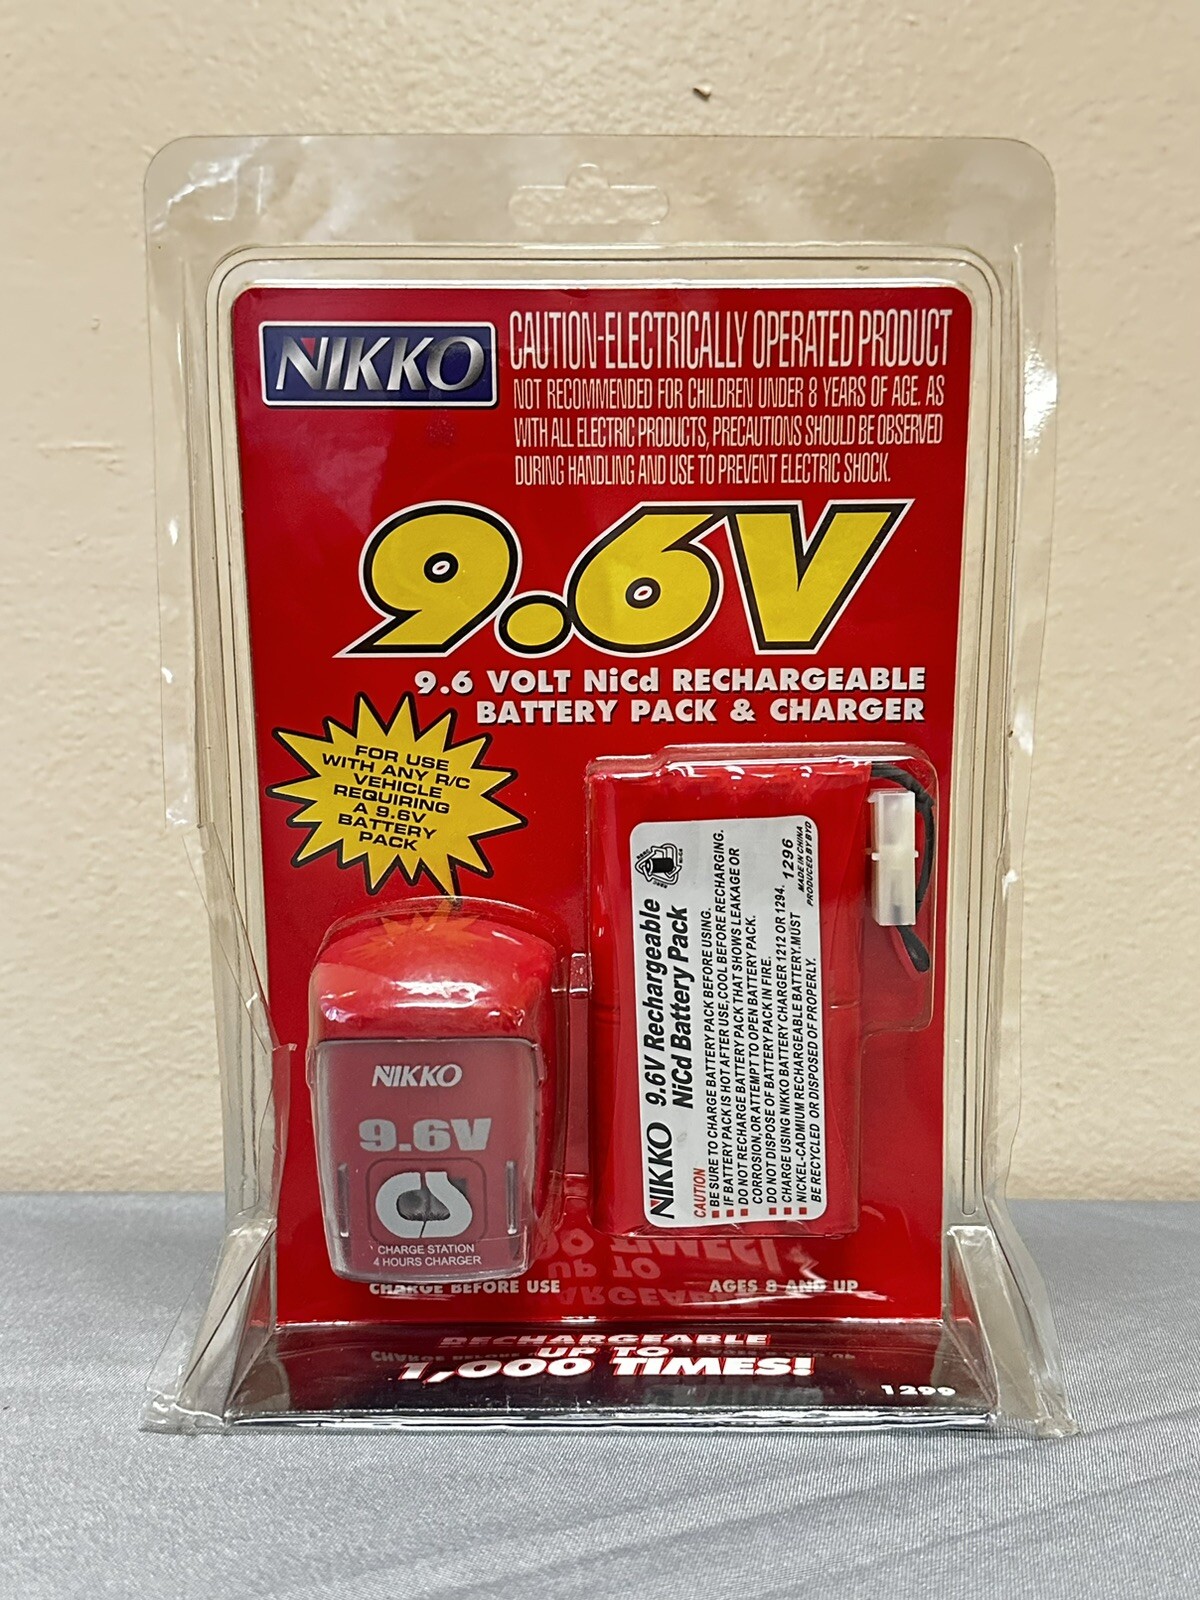 NIKKO
CAUTION-ELECTRICALLY OPERATED PRODUCT
NOT RECOMMENDED FOR CHILDREN UNDER 8 YEARS OF AGE. AS
WITH ALL ELECTRIC PRODUCTS, PRECAUTIONS SHOULD BE OBSERVED
DURING HANDLING AND USE TO PREVENT ELECTRIC SHOCK.
9.6V
9.6 VOLT NiCd RECHARGEABLE
BATTERY PACK & CHARGER
FOR USE
WITH ANY R/C
VEHICLE
REQUIRING
A 9.6V
BATTERY
PACK
NIKKO
9.6V
CHARGE STATION
4 HOURS CHARGER
NIKKO 9.6V Rechargeable
NiCd Battery Pack
CAUTION
BE SURE TO CHARGE BATTERY PACK BEFORE USING.
IF BATTERY PACK IS HOT AFTER USE, COOL BEFORE RECHARGING.
DO NOT RECHARGE BATTERY PACK THAT SHOWS LEAKAGE OR
CORROSION, OR ATTEMPT TO OPEN BATTERY PACK.
DO NOT DISPOSE OF BATTERY PACK IN FIRE.
CHARGE USING NIKKO BATTERY CHARGER 1212 OR 1294.
NICKEL-CADMIUM RECHARGEABLE BATTERY. MUST
BE RECYCLED OR DISPOSED OF PROPERLY.
1296
MADE IN CHINA
PRODUCED BY BYD
CHARGE BEFORE USE
AGES 8 AND UP
RECHARGEABLE
UP TO
1,000 TIMES!
1299